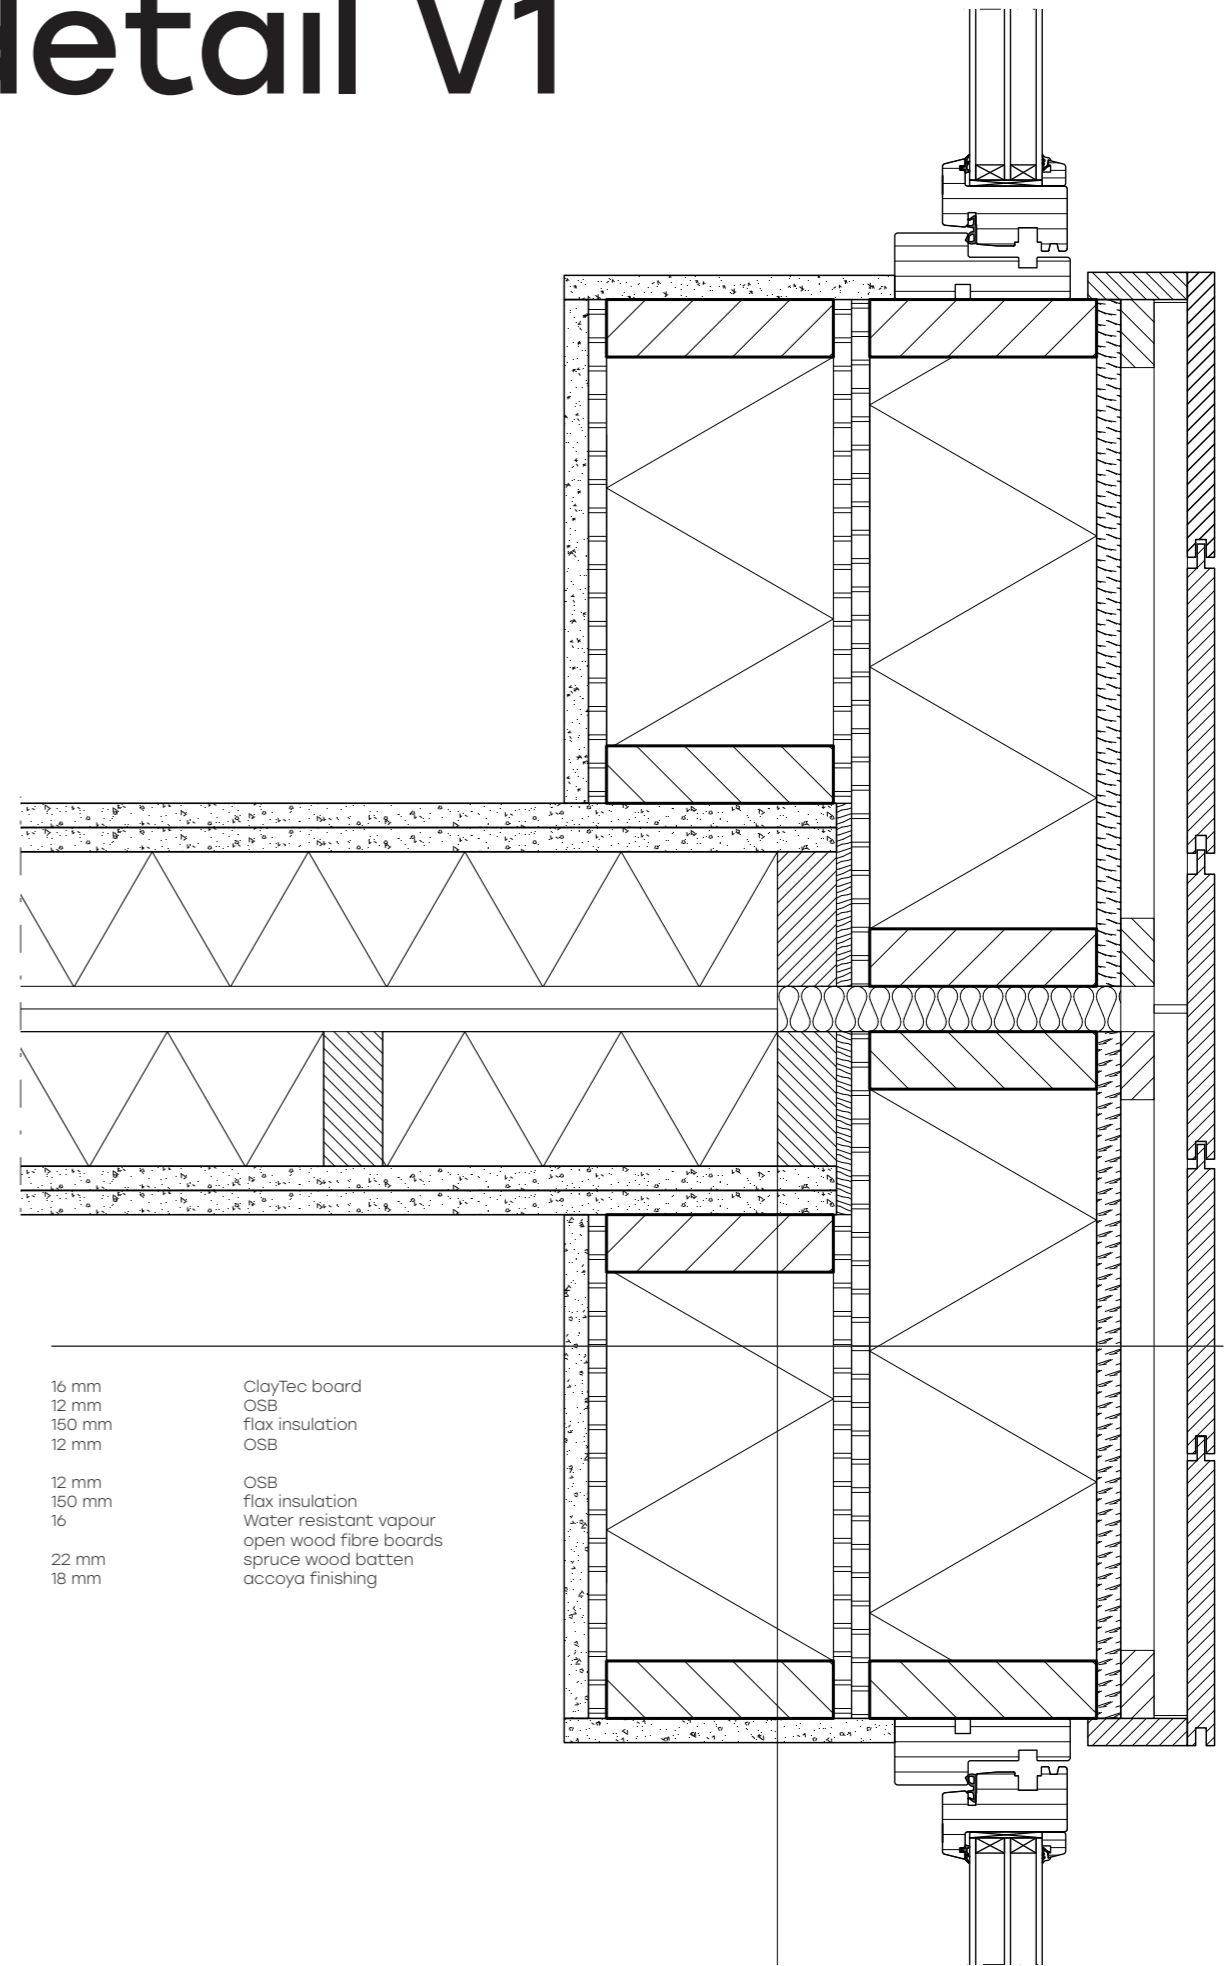 detail V1
16 mm ClayTec board
12 mm OSB
150 mm flax insulation
12 mm OSB
12 mm OSB
150 mm flax insulation
16 Water resistant vapour
open wood fibre boards
22 mm spruce wood batten
18 mm accoya finishing